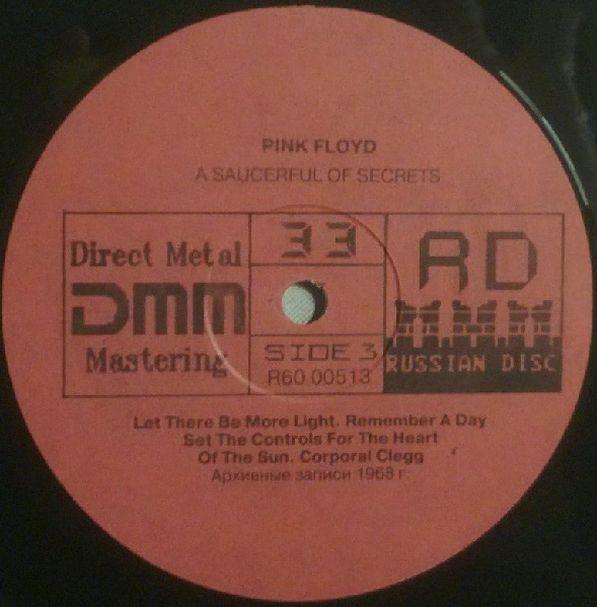 PINK FLOYD
A SAUCERFUL OF SECRETS
Direct Metal
DMM
Mastering
33
SIDE 3
R60 00513
RD
RUSSIAN DISC
Let There Be More Light. Remember A Day
Set The Controls For The Heart
Of The Sun. Corporal Clegg
Архивные записи 1968 г.